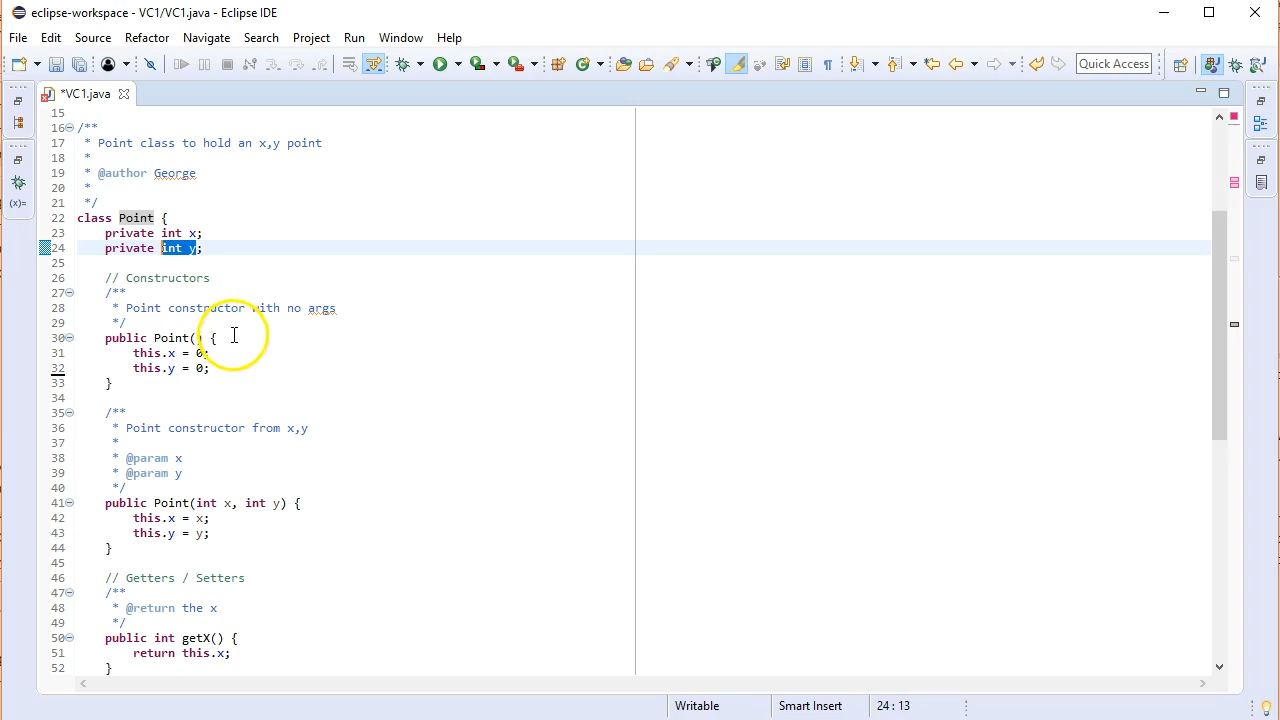 eclipse-workspace - VC1/VC1.java - Eclipse IDE
File Edit Source Refactor Navigate Search Project Run Window Help
Quick Access
*VC1.java
15
16 /**
17 * Point class to hold an x,y point
18 *
19 * @author George
20 *
21 */
22 class Point {
23 private int x;
24 private int y;
25
26 // Constructors
27 /**
28 * Point constructor with no args
29 */
30 public Point() {
31 this.x = 0;
32 this.y = 0;
33 }
34
35 /**
36 * Point constructor from x,y
37 *
38 * @param x
39 * @param y
40 */
41 public Point(int x, int y) {
42 this.x = x;
43 this.y = y;
44 }
45
46 // Getters / Setters
47 /**
48 * @return the x
49 */
50 public int getX() {
51 return this.x;
52 }
(x)=
Writable Smart Insert 24 : 13